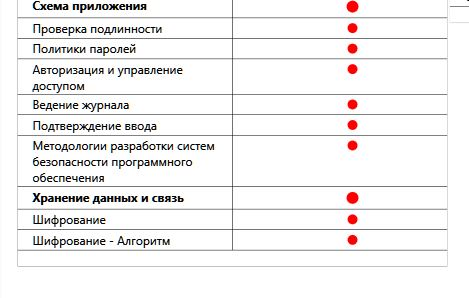 Схема приложения
Проверка подлинности
Политики паролей
Авторизация и управление
доступом
Ведение журнала
Подтверждение ввода
Методологии разработки систем
безопасности программного
обеспечения
Хранение данных и связь
Шифрование
Шифрование - Алгоритм